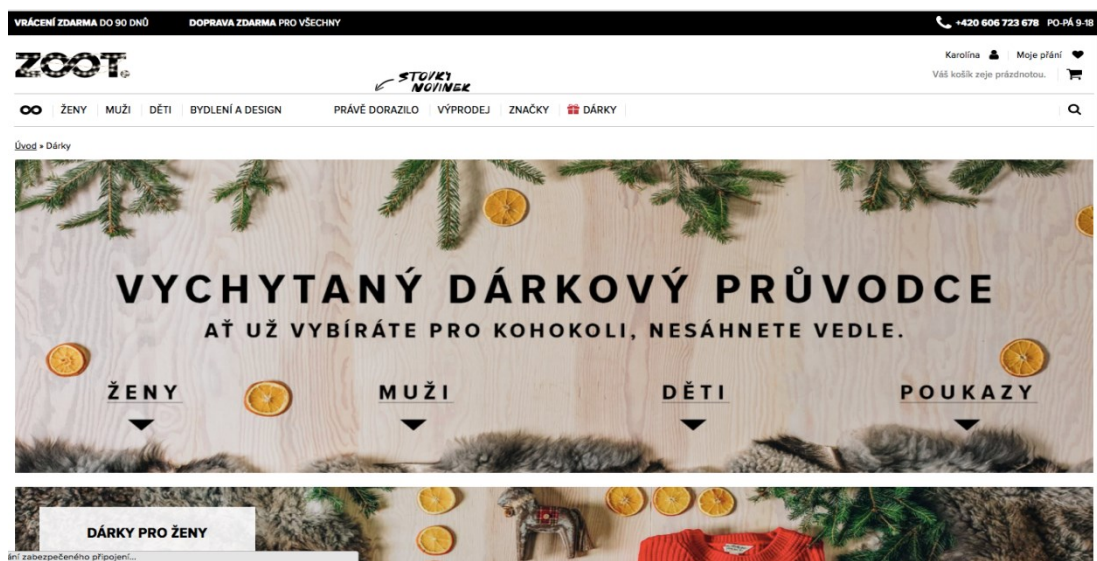 VRÁCENÍ ZDARMA DO 90 DNŮ DOPRAVA ZDARMA PRO VŠECHNY +420 606 723 678 PO-PÁ 9-18
ZOOT.
Karolína Moje přání
STOVKY
NOVINEK
Váš košík zeje prázdnotou.
ŽENY MUŽI DĚTI BYDLENÍ A DESIGN PRÁVĚ DORAZILO VÝPRODEJ ZNAČKY DÁRKY
Úvod » Dárky
VYCHYTANÝ DÁRKOVÝ PRŮVODCE
AŤ UŽ VYBÍRÁTE PRO KOHOKOLI, NESÁHNETE VEDLE.
ŽENY MUŽI DĚTI POUKAZY
DÁRKY PRO ŽENY
zabezpečeného připojení...